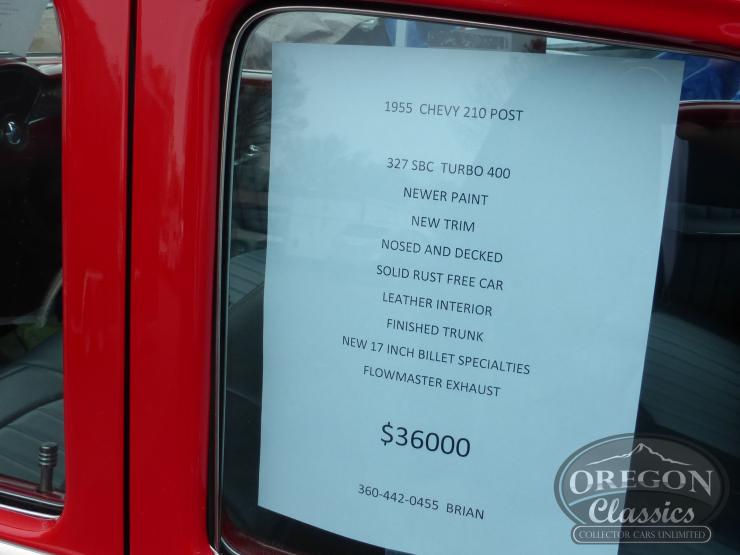 1955 CHEVY 210 POST
327 SBC TURBO 400
NEWER PAINT
NEW TRIM
NOSED AND DECKED
SOLID RUST FREE CAR
LEATHER INTERIOR
FINISHED TRUNK
NEW 17 INCH BILLET SPECIALTIES
FLOWMASTER EXHAUST
$36000
360-442-0455 BRIAN
OREGON
Classics
COLLECTOR CARS UNLIMITED